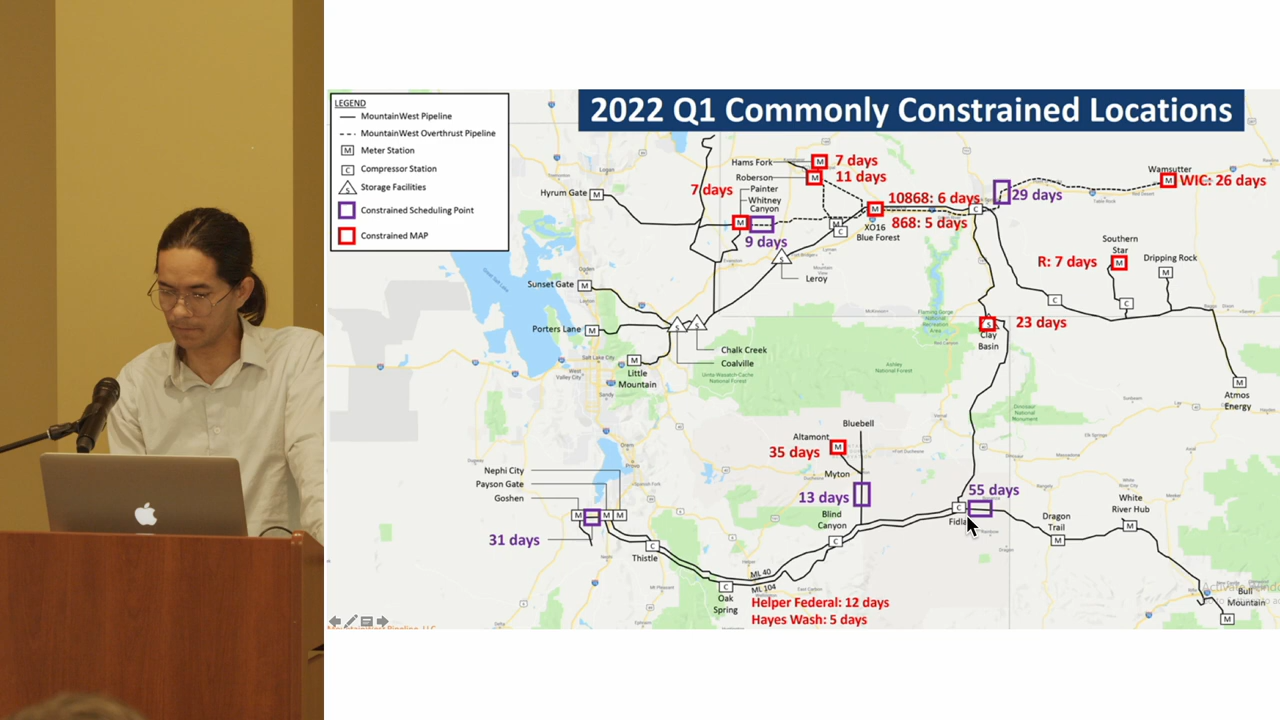 2022 Q1 Commonly Constrained Locations
LEGEND
MountainWest Pipeline
MountainWest Overthrust Pipeline
M Meter Station
C Compressor Station
S Storage Facilities
Constrained Scheduling Point
Constrained MAP
Hams Fork
7 days
Roberson
11 days
7 days
Painter
Whitney
Canyon
9 days
Hyrum Gate
10868: 6 days
868: 5 days
XO16
Blue Forest
29 days
Wamsutter
WIC: 26 days
Southern
Star
R: 7 days
Dripping Rock
Leroy
Sunset Gate
Porters Lane
Chalk Creek
Coalville
Little
Mountain
23 days
Clay
Basin
Atmos
Energy
Bluebell
Altamont
35 days
Myton
13 days
Blind
Canyon
55 days
Nephi City
Payson Gate
Goshen
31 days
Thistle
Oak
Spring
ML 40
ML 104
Helper Federal: 12 days
Hayes Wash: 5 days
Dragon
Trail
White
River Hub
Bull
Mountain